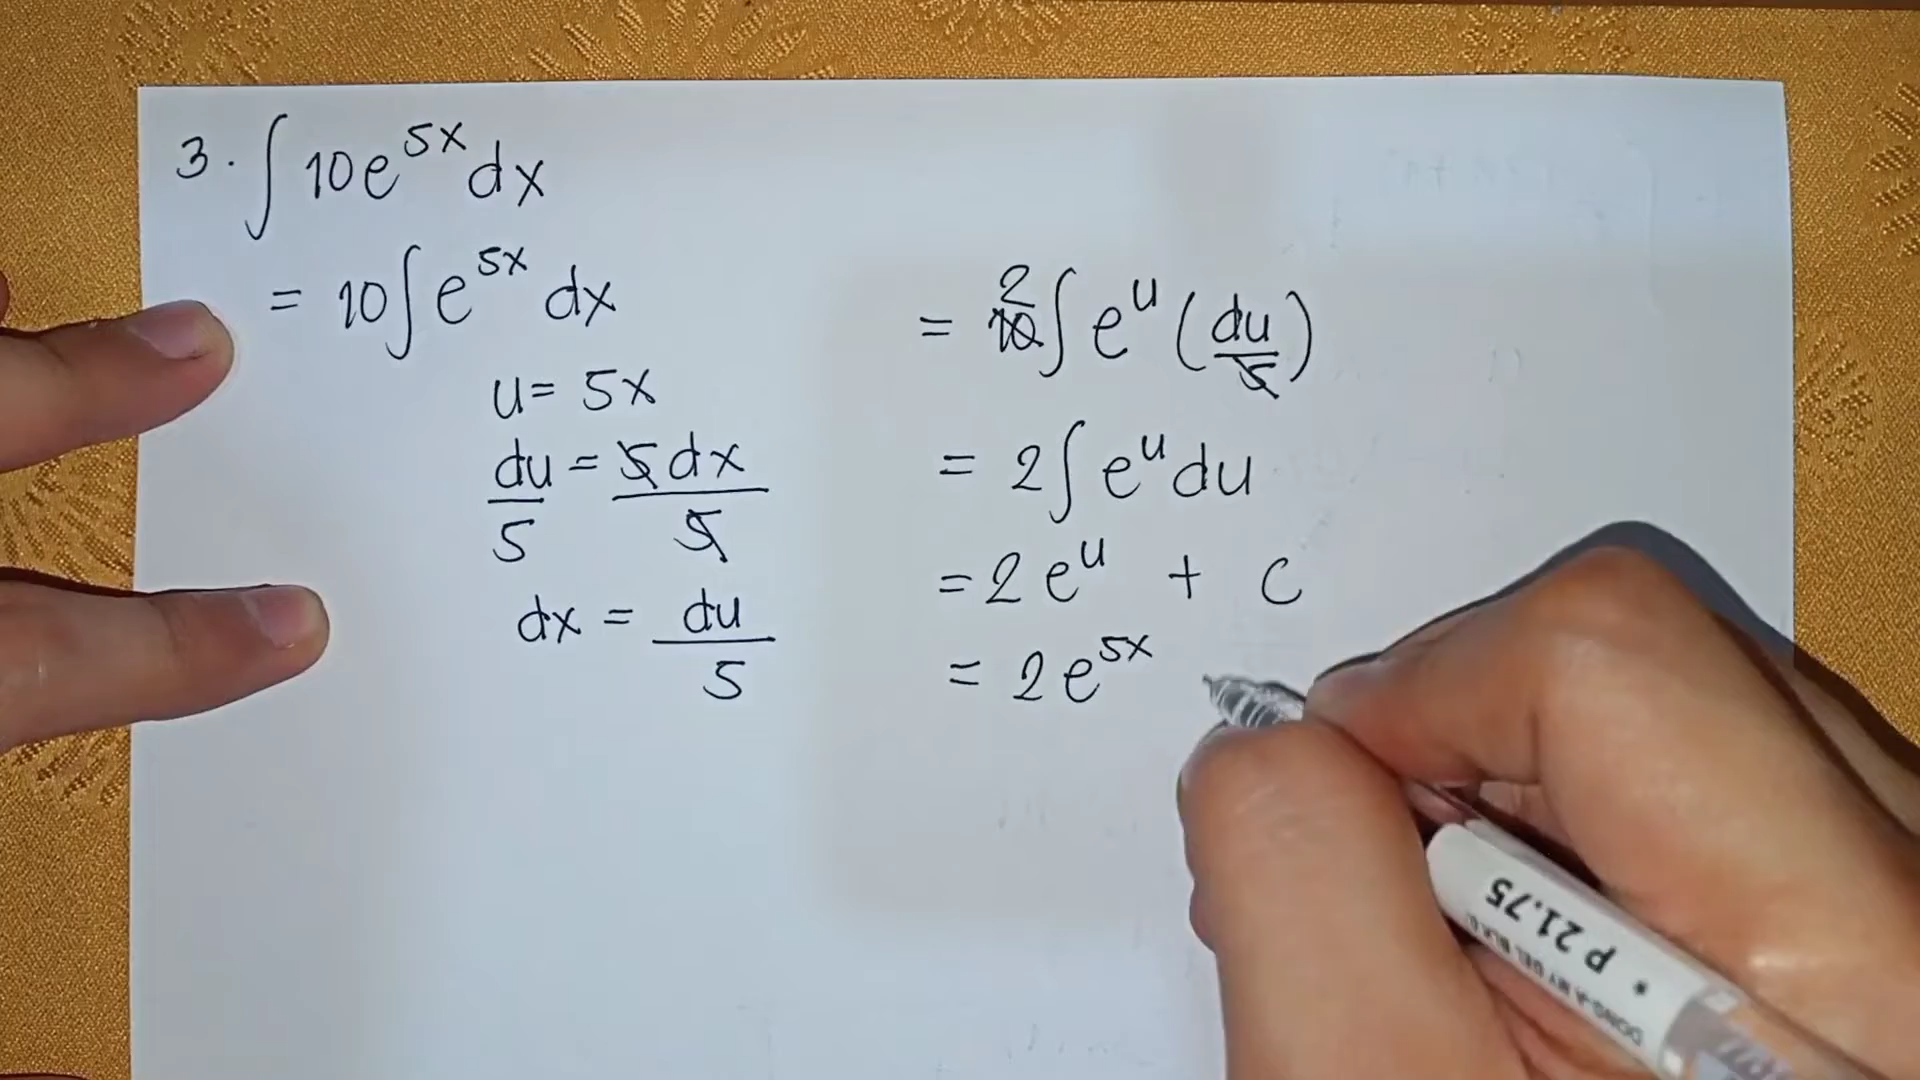 3. ∫ 10e^{5x} dx
= 10 ∫ e^{5x} dx
u = 5x
du/5 = 5dx/5
dx = du/5
= 10 2 ∫ e^u (du/5)
= 2 ∫ e^u du
= 2e^u + c
= 2e^{5x}
P 21.75